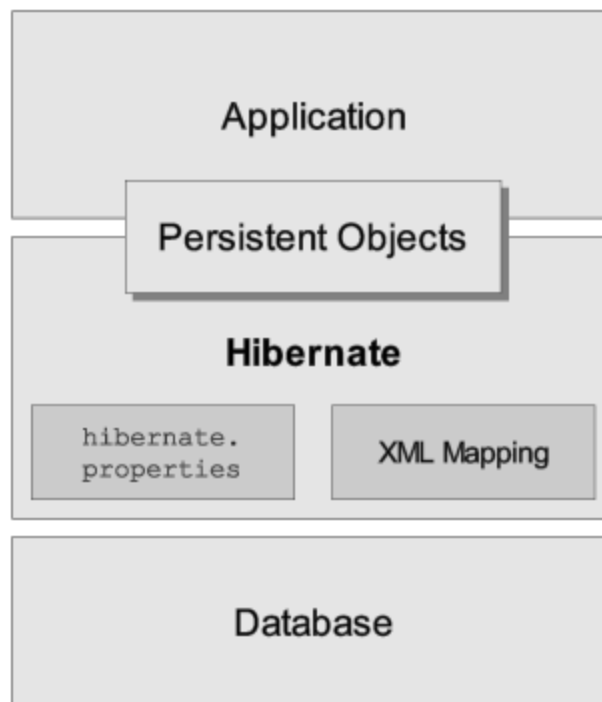 Application
Persistent Objects
Hibernate
hibernate.
properties
XML Mapping
Database